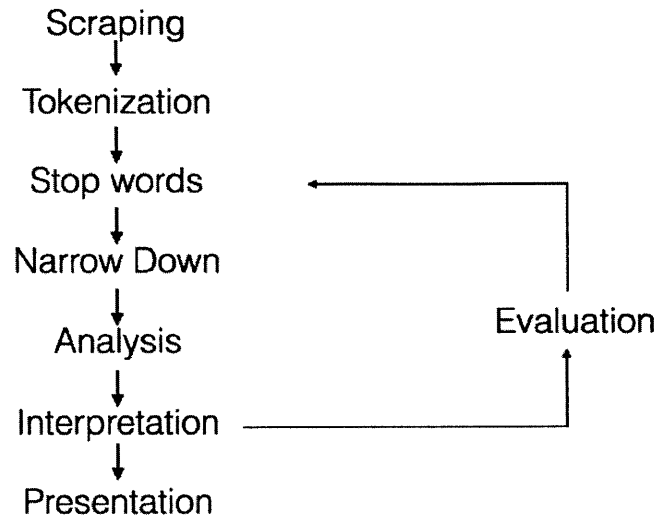 Scraping
Tokenization
Stop words
Narrow Down
Analysis
Evaluation
Interpretation
Presentation